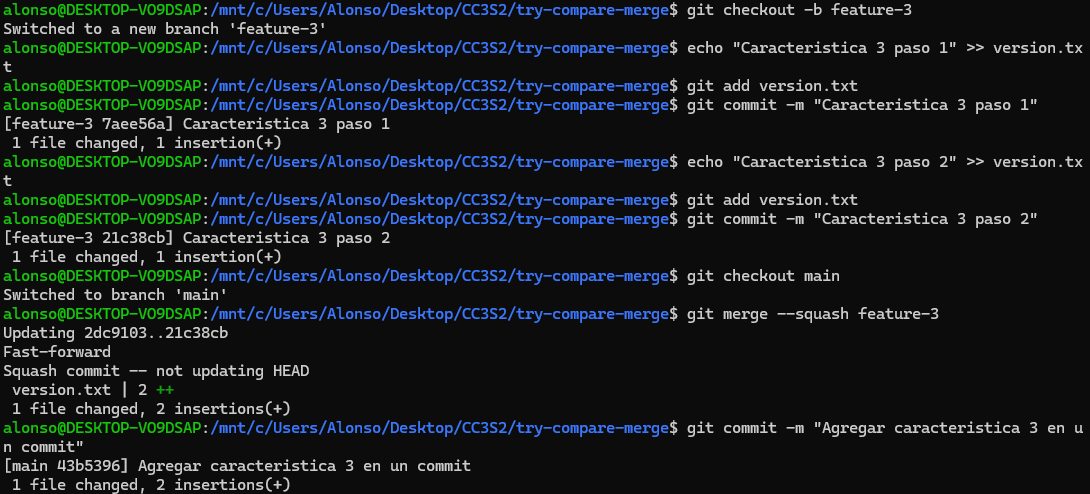 alonso@DESKTOP-VO9DSAP:/mnt/c/Users/Alonso/Desktop/CC3S2/try-compare-merge$ git checkout -b feature-3
Switched to a new branch 'feature-3'
alonso@DESKTOP-VO9DSAP:/mnt/c/Users/Alonso/Desktop/CC3S2/try-compare-merge$ echo "Caracteristica 3 paso 1" >> version.tx
t
alonso@DESKTOP-VO9DSAP:/mnt/c/Users/Alonso/Desktop/CC3S2/try-compare-merge$ git add version.txt
alonso@DESKTOP-VO9DSAP:/mnt/c/Users/Alonso/Desktop/CC3S2/try-compare-merge$ git commit -m "Caracteristica 3 paso 1"
[feature-3 7aee56a] Caracteristica 3 paso 1
 1 file changed, 1 insertion(+)
alonso@DESKTOP-VO9DSAP:/mnt/c/Users/Alonso/Desktop/CC3S2/try-compare-merge$ echo "Caracteristica 3 paso 2" >> version.tx
t
alonso@DESKTOP-VO9DSAP:/mnt/c/Users/Alonso/Desktop/CC3S2/try-compare-merge$ git add version.txt
alonso@DESKTOP-VO9DSAP:/mnt/c/Users/Alonso/Desktop/CC3S2/try-compare-merge$ git commit -m "Caracteristica 3 paso 2"
[feature-3 21c38cb] Caracteristica 3 paso 2
 1 file changed, 1 insertion(+)
alonso@DESKTOP-VO9DSAP:/mnt/c/Users/Alonso/Desktop/CC3S2/try-compare-merge$ git checkout main
Switched to branch 'main'
alonso@DESKTOP-VO9DSAP:/mnt/c/Users/Alonso/Desktop/CC3S2/try-compare-merge$ git merge --squash feature-3
Updating 2dc9103..21c38cb
Fast-forward
Squash commit -- not updating HEAD
 version.txt | 2 ++
 1 file changed, 2 insertions(+)
alonso@DESKTOP-VO9DSAP:/mnt/c/Users/Alonso/Desktop/CC3S2/try-compare-merge$ git commit -m "Agregar caracteristica 3 en u
n commit"
[main 43b5396] Agregar caracteristica 3 en un commit
 1 file changed, 2 insertions(+)